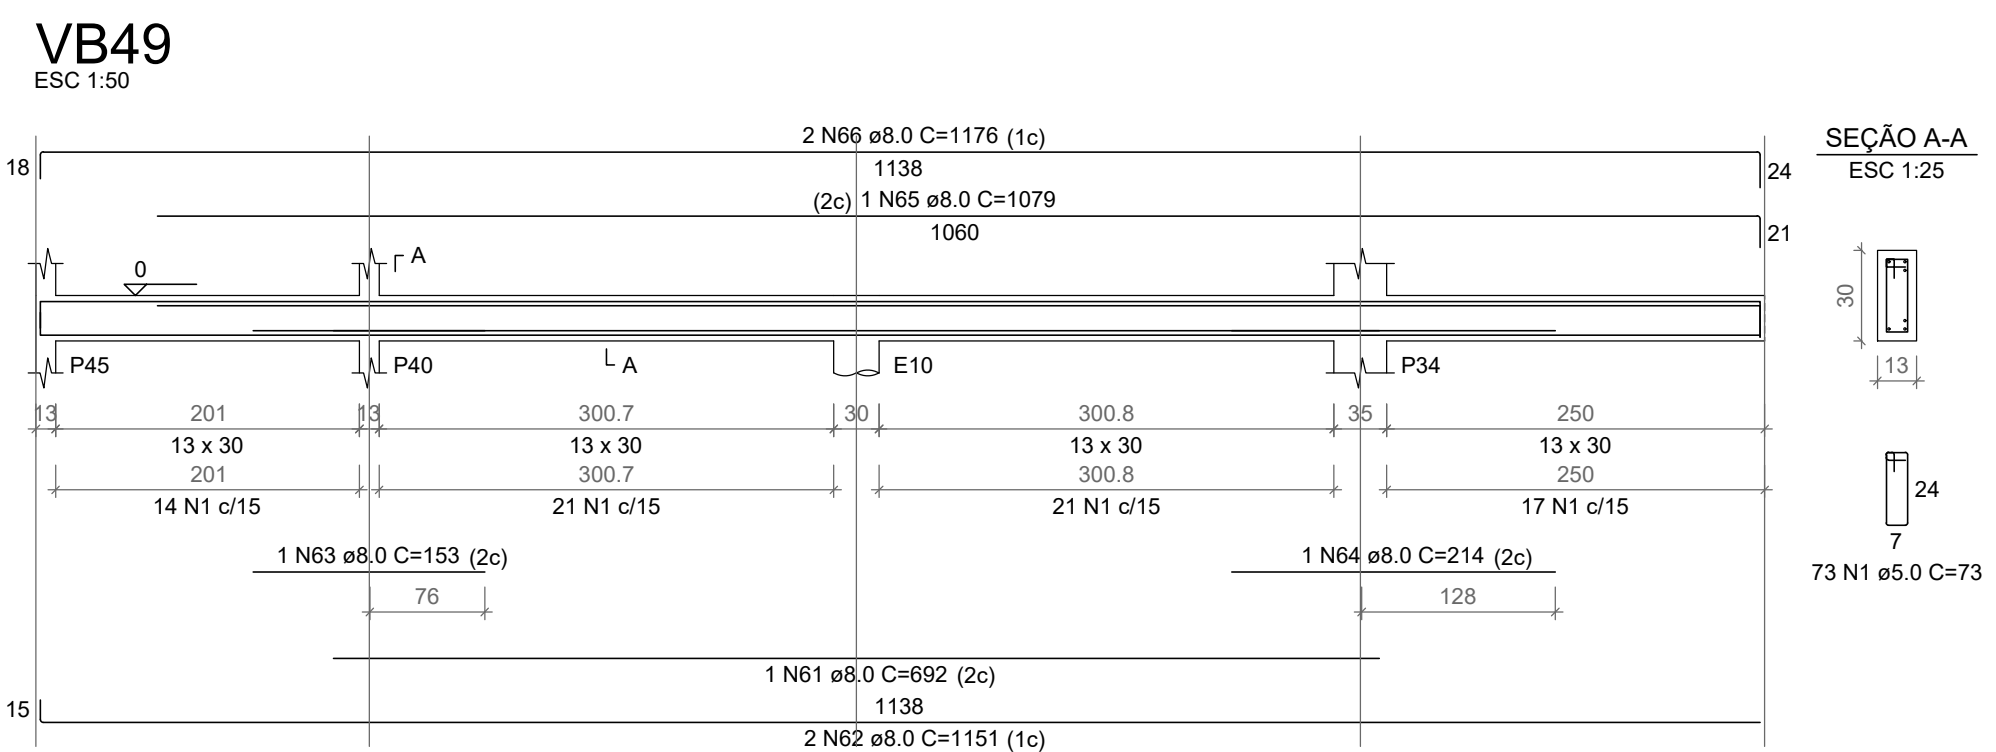 VB49
ESC 1:50
2 N66 ø8.0 C=1176 (1c)
18
1138
24
(2c) 1 N65 ø8.0 C=1079
1060
21
SEÇÃO A-A
ESC 1:25
A
0
30
13
P45
P40
A
E10
P34
13
201
13
300.7
30
300.8
35
250
13 x 30
13 x 30
13 x 30
13 x 30
201
300.7
300.8
250
14 N1 c/15
21 N1 c/15
21 N1 c/15
17 N1 c/15
24
7
73 N1 ø5.0 C=73
1 N63 ø8.0 C=153 (2c)
76
1 N64 ø8.0 C=214 (2c)
128
1 N61 ø8.0 C=692 (2c)
15
1138
2 N62 ø8.0 C=1151 (1c)